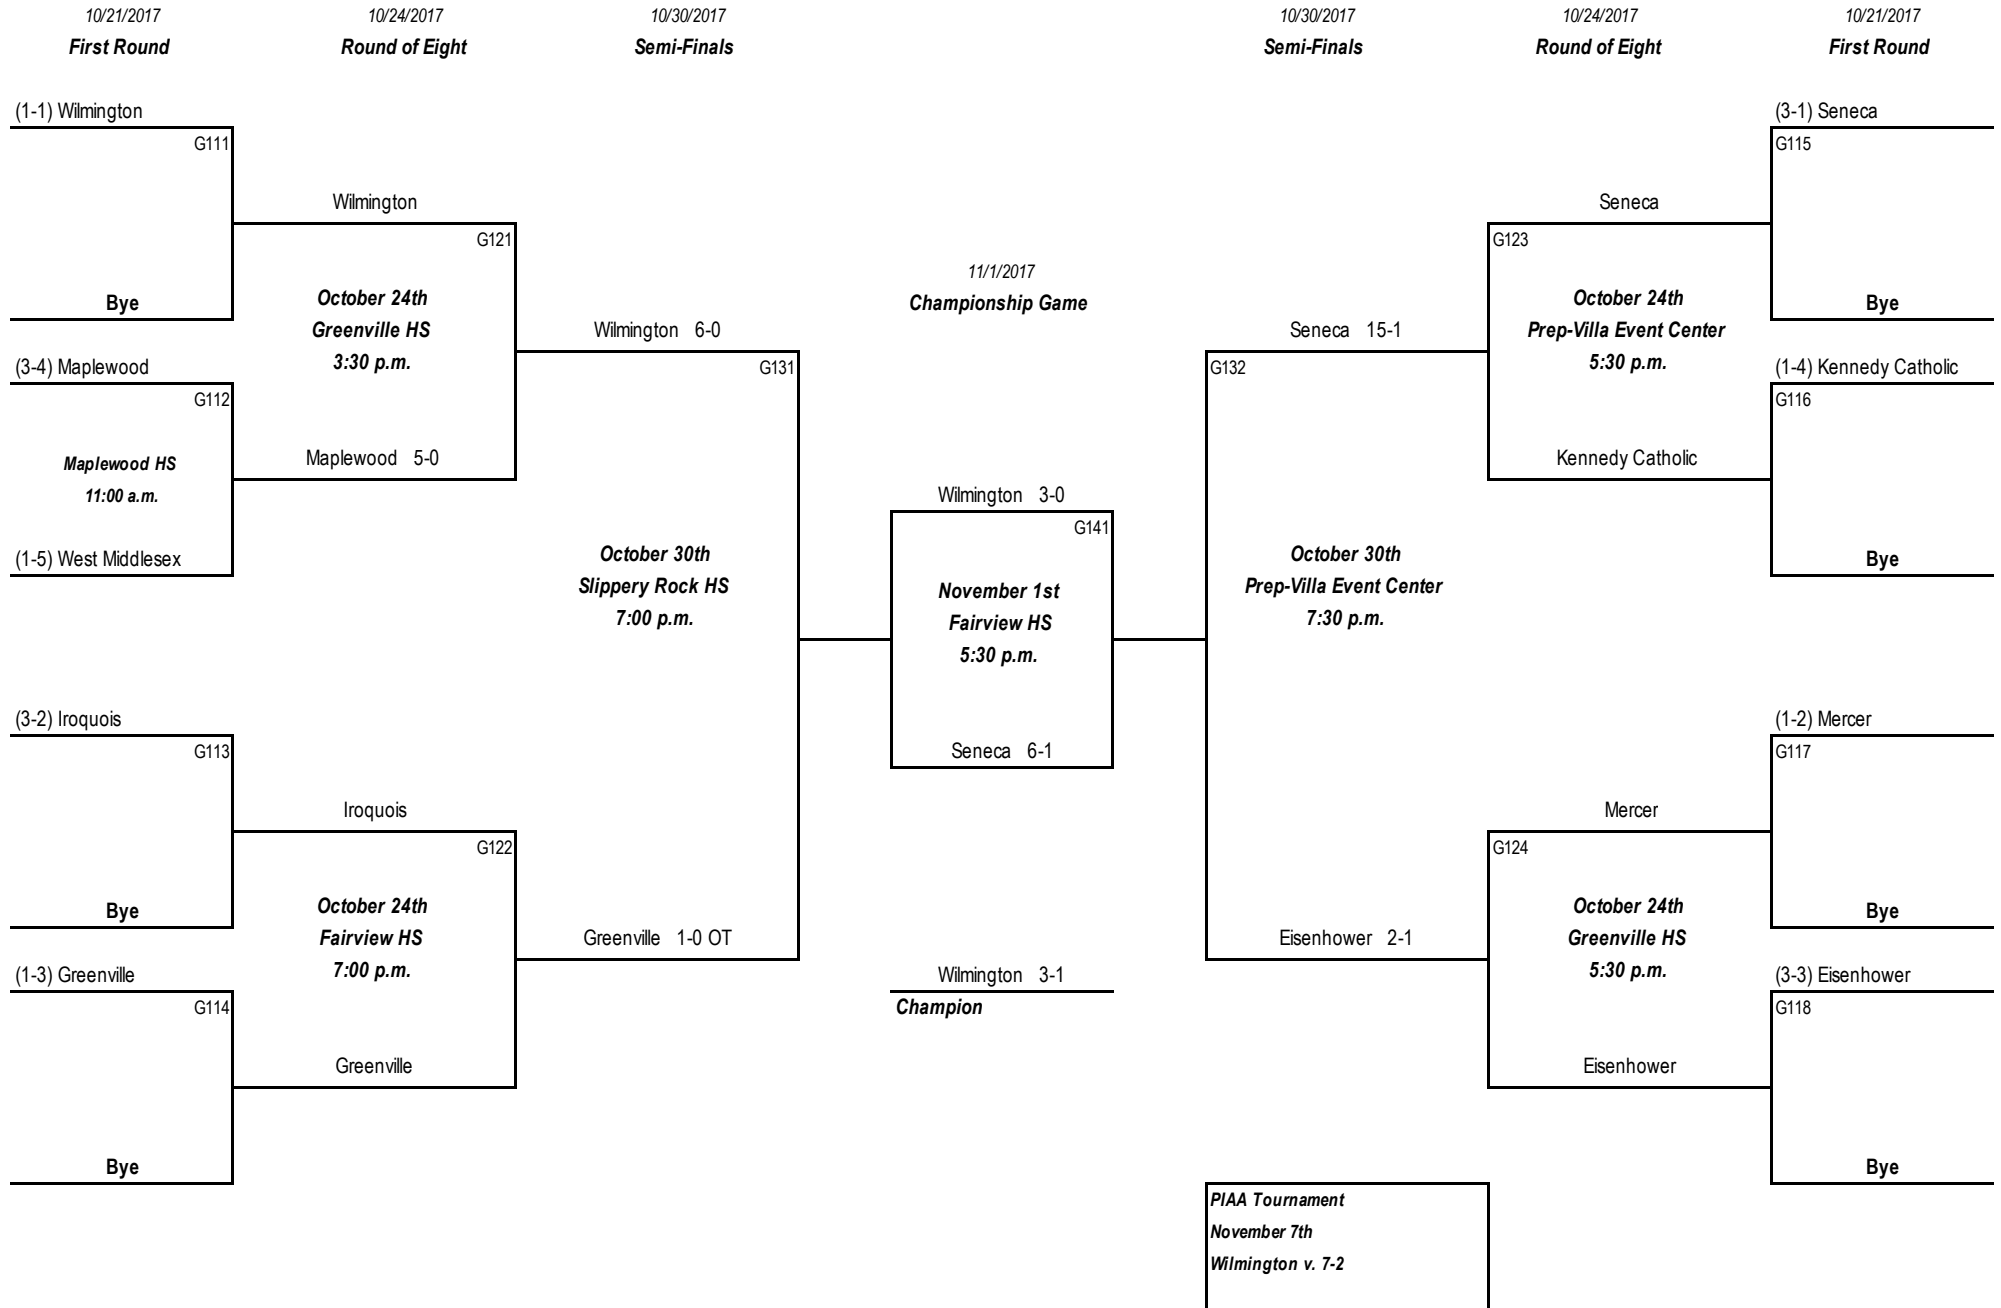 10/21/2017 10/24/2017 10/30/2017 10/30/2017 10/24/2017 10/21/2017
First Round Round of Eight Semi-Finals Semi-Finals Round of Eight First Round
(1-1) Wilmington (3-1) Seneca
G111 G115
Wilmington Seneca
G121 G123
11/1/2017
Bye October 24th Championship Game October 24th Bye
Greenville HS Wilmington 6-0 Seneca 15-1 Prep-Villa Event Center
(3-4) Maplewood 3:30 p.m. G131 G132 5:30 p.m. (1-4) Kennedy Catholic
G112 G116
Maplewood HS Maplewood 5-0 Kennedy Catholic
11:00 a.m. Wilmington 3-0
G141
(1-5) West Middlesex October 30th October 30th Bye
Slippery Rock HS November 1st Prep-Villa Event Center
7:00 p.m. Fairview HS 7:30 p.m.
5:30 p.m.
(3-2) Iroquois (1-2) Mercer
G113 Seneca 6-1 G117
Iroquois Mercer
G122 G124
Bye October 24th October 24th Bye
Fairview HS Greenville 1-0 OT Eisenhower 2-1 Greenville HS
(1-3) Greenville 7:00 p.m. Wilmington 3-1 5:30 p.m. (3-3) Eisenhower
G114 Champion G118
Greenville Eisenhower
Bye Bye
PIAA Tournament
November 7th
Wilmington v. 7-2